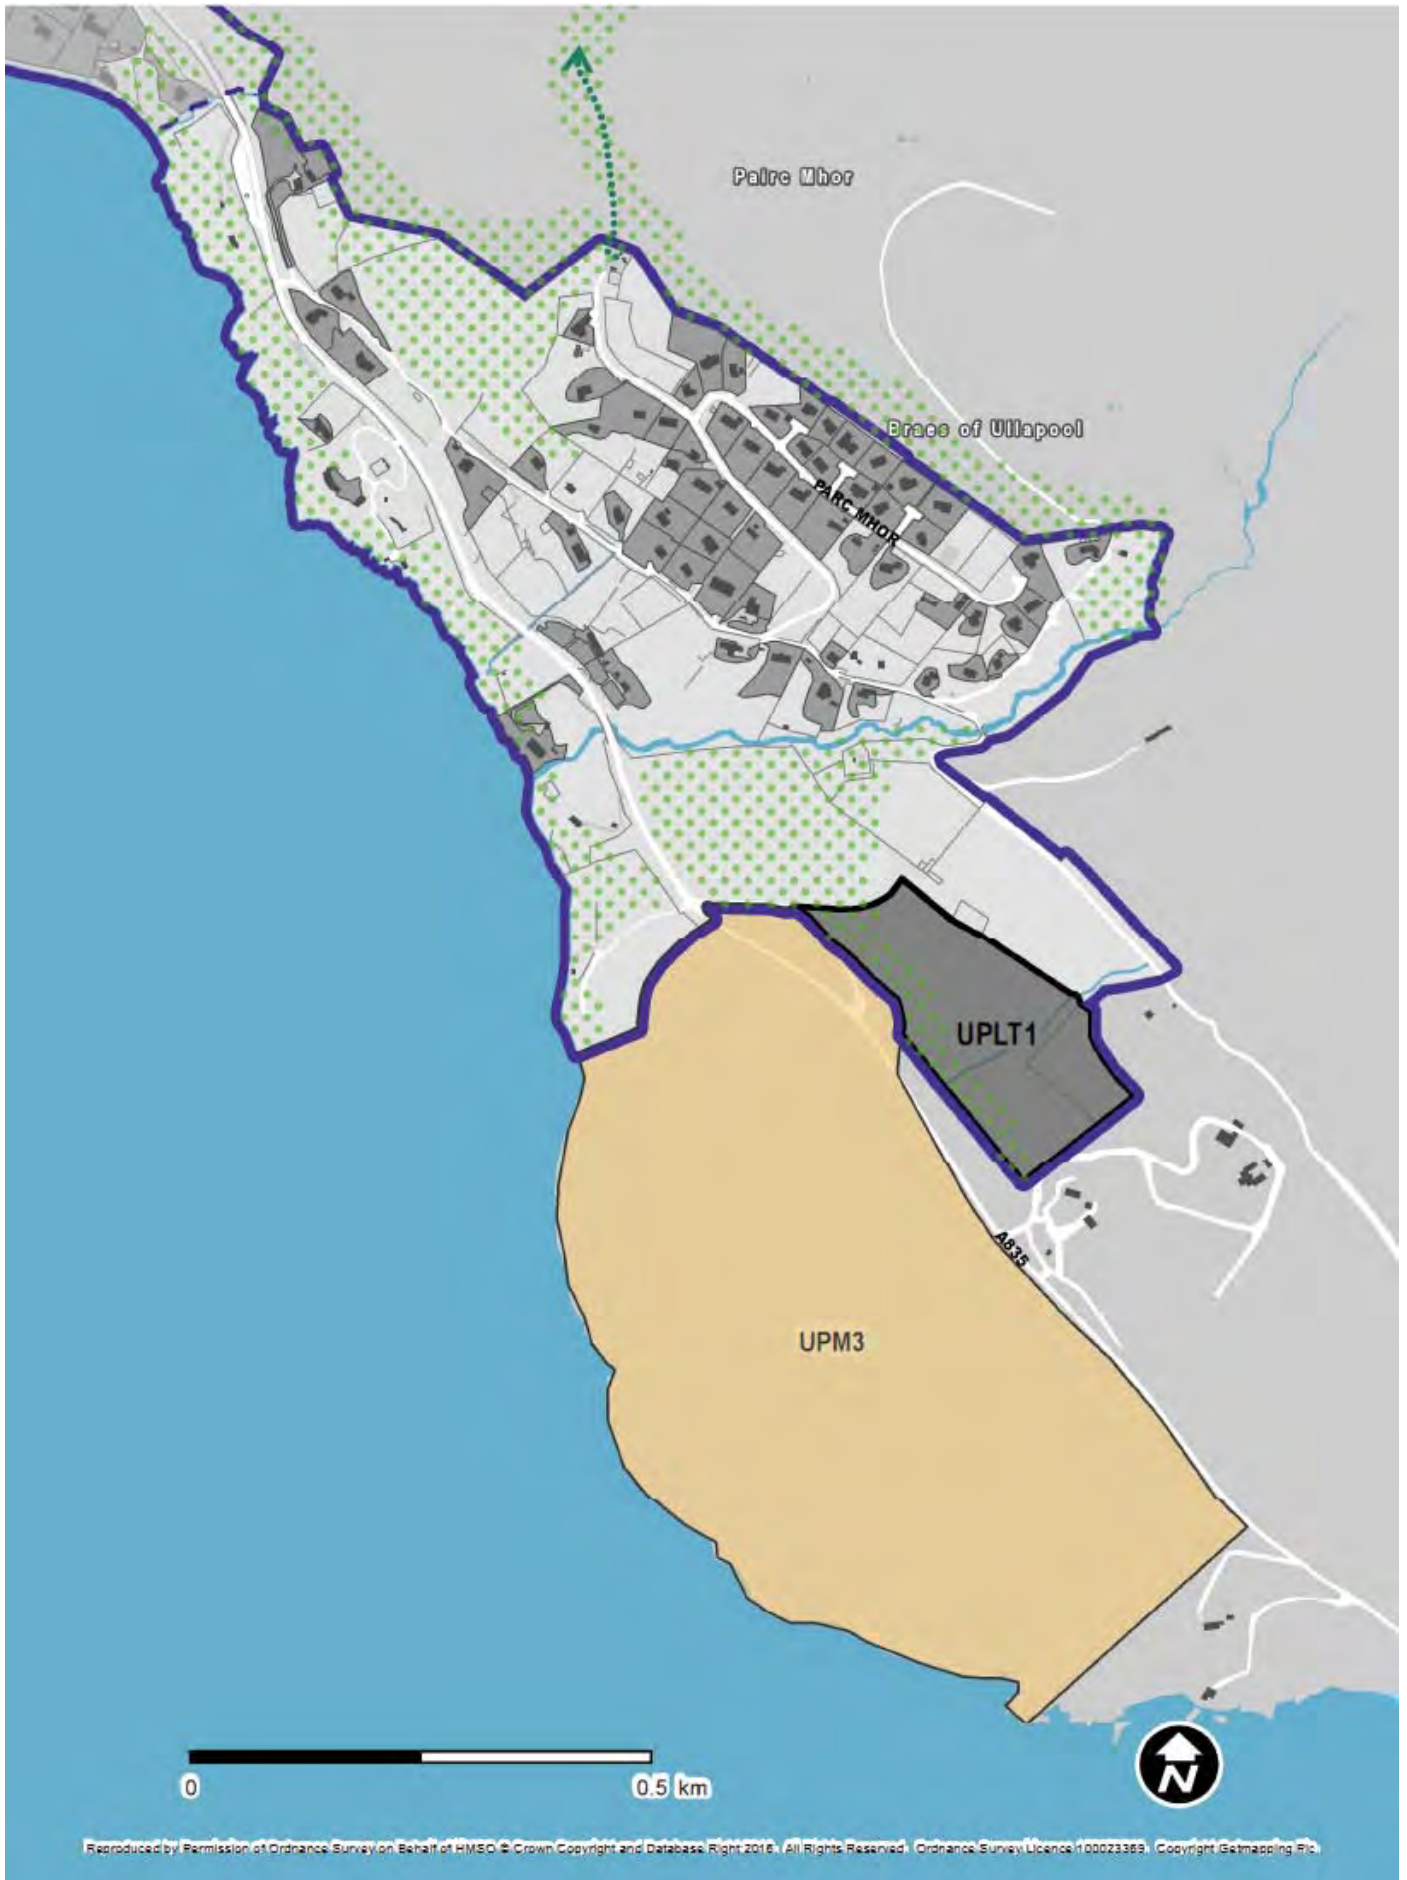 Pairc Mhor
Braes of Ullapool
PARC MHOR
UPLT1
A835
UPM3
0
0.5 km
N
Reproduced by Permission of Ordnance Survey on Behalf of HMSO © Crown Copyright and Database Right 2016. All Rights Reserved. Ordnance Survey Licence 100023369. Copyright Getmapping Plc